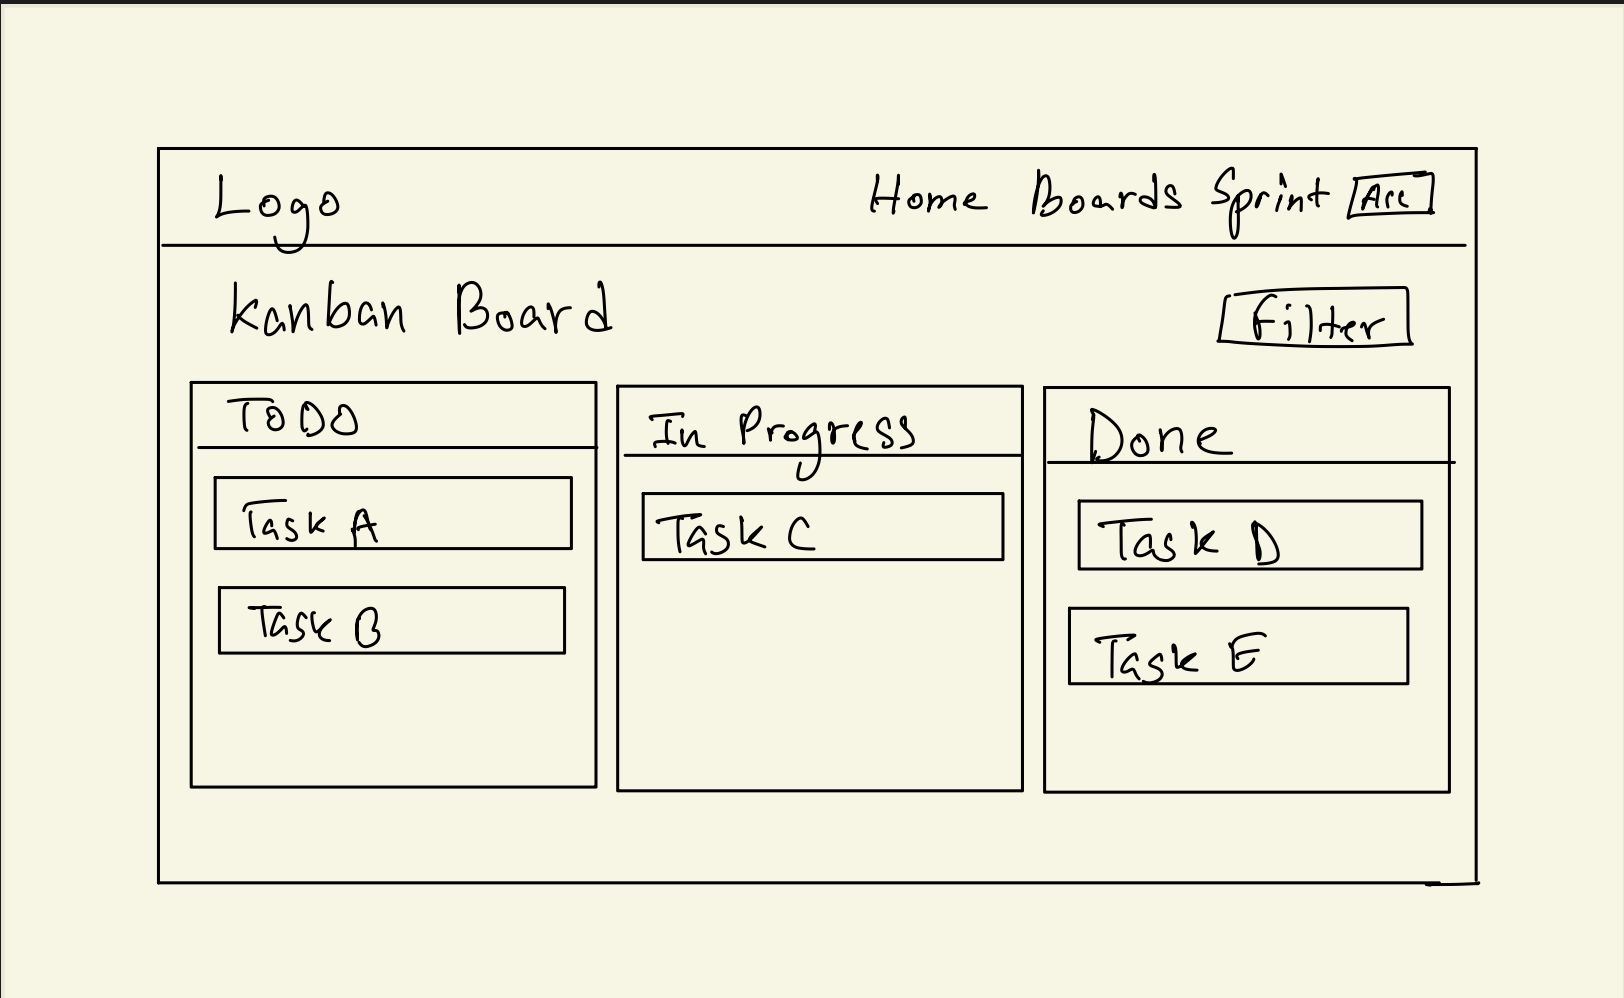 Logo Home Boards Sprint Acc
Kanban Board Filter
TODO In Progress Done
Task A Task C Task D
Task B Task E